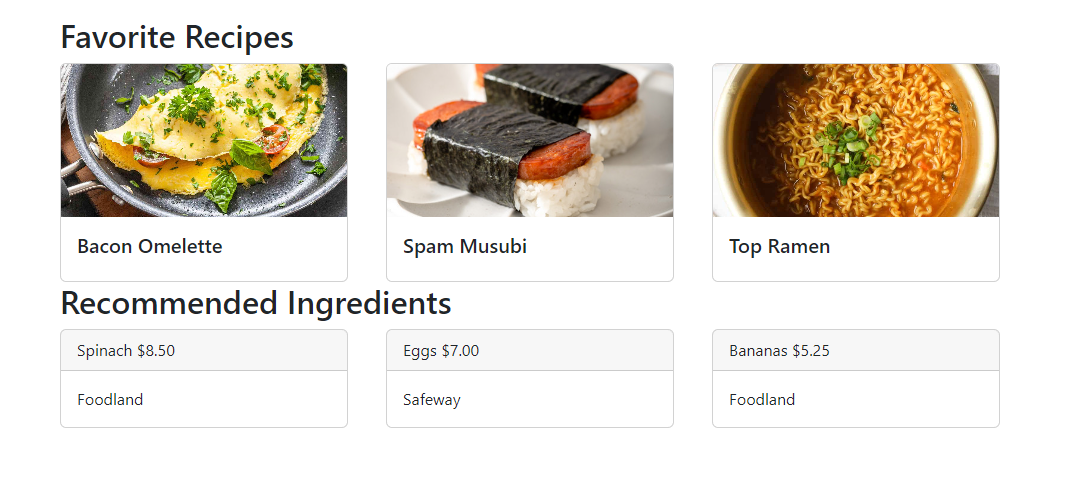 Favorite Recipes
Bacon Omelette
Spam Musubi
Top Ramen
Recommended Ingredients
Spinach $8.50
Eggs $7.00
Bananas $5.25
Foodland
Safeway
Foodland